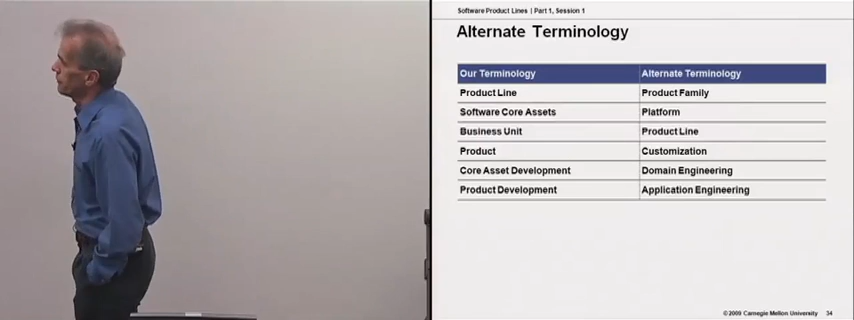 Software Product Lines | Part 1, Session 1
Alternate Terminology
Our Terminology Alternate Terminology
Product Line Product Family
Software Core Assets Platform
Business Unit Product Line
Product Customization
Core Asset Development Domain Engineering
Product Development Application Engineering
© 2009 Carnegie Mellon University 34